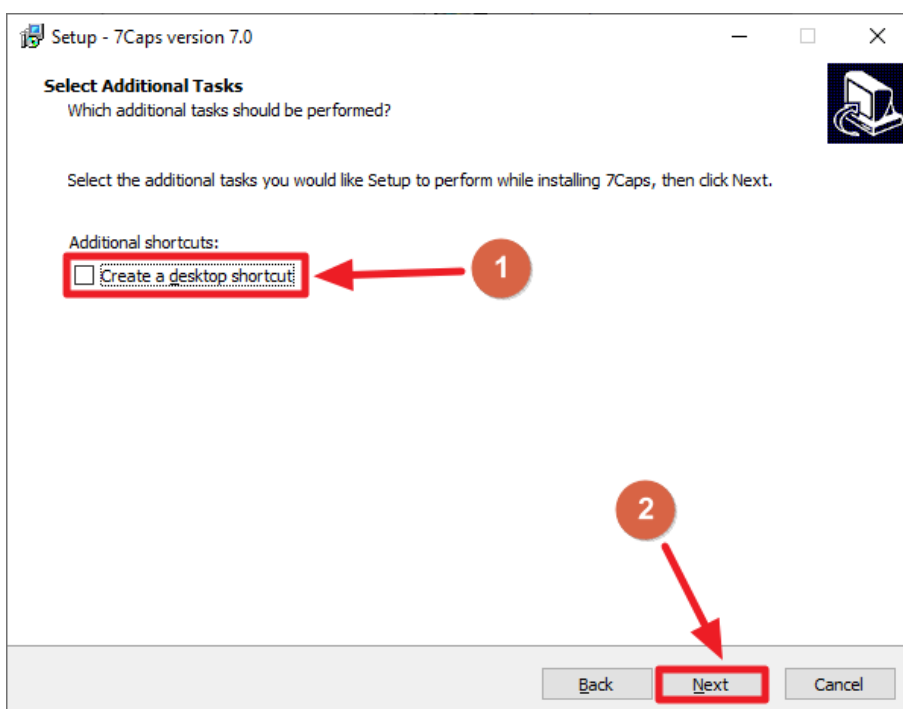 Setup - 7Caps version 7.0
Select Additional Tasks
Which additional tasks should be performed?
Select the additional tasks you would like Setup to perform while installing 7Caps, then click Next.
Additional shortcuts:
Create a desktop shortcut
1
2
Back Next Cancel